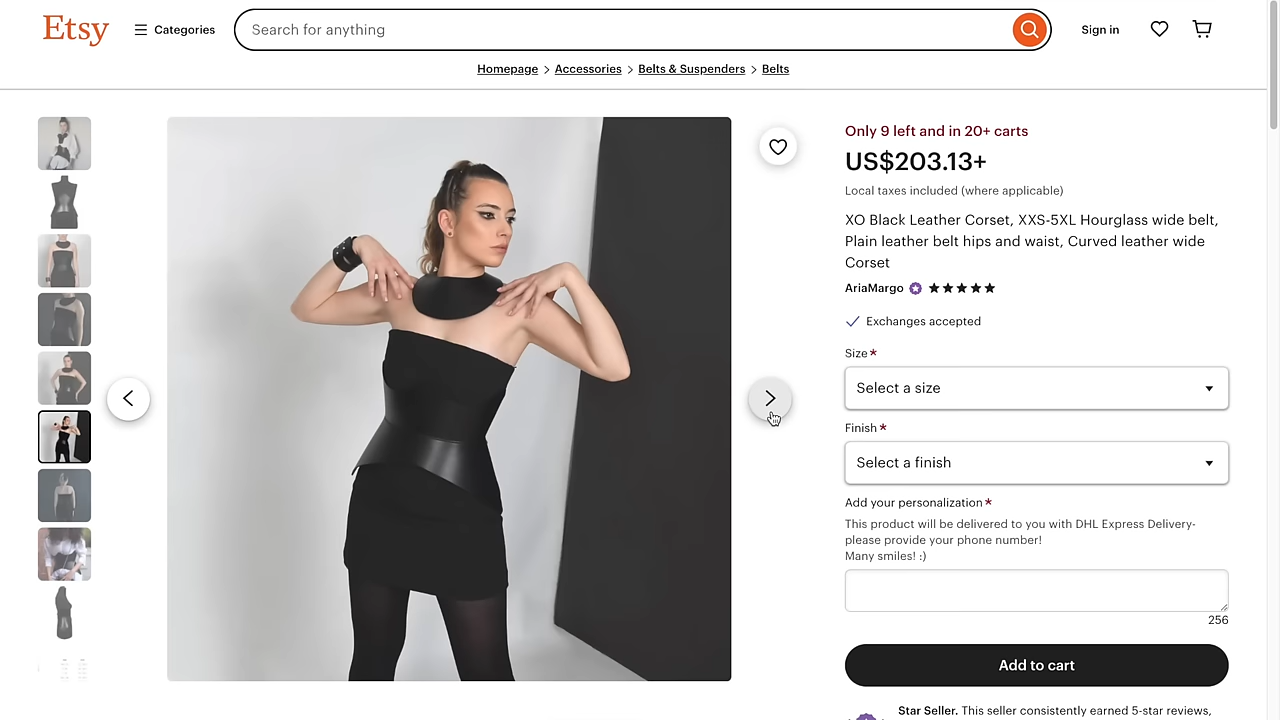 Etsy
Categories
Search for anything
Sign in
Homepage
Accessories
Belts & Suspenders
Belts
Only 9 left and in 20+ carts
US$203.13+
Local taxes included (where applicable)
XO Black Leather Corset, XXS-5XL Hourglass wide belt,
Plain leather belt hips and waist, Curved leather wide
Corset
AriaMargo
Exchanges accepted
Size*
Select a size
Finish*
Select a finish
Add your personalization*
This product will be delivered to you with DHL Express Delivery-
please provide your phone number!
Many smiles! :)
256
Add to cart
Star Seller. This seller consistently earned 5-star reviews,